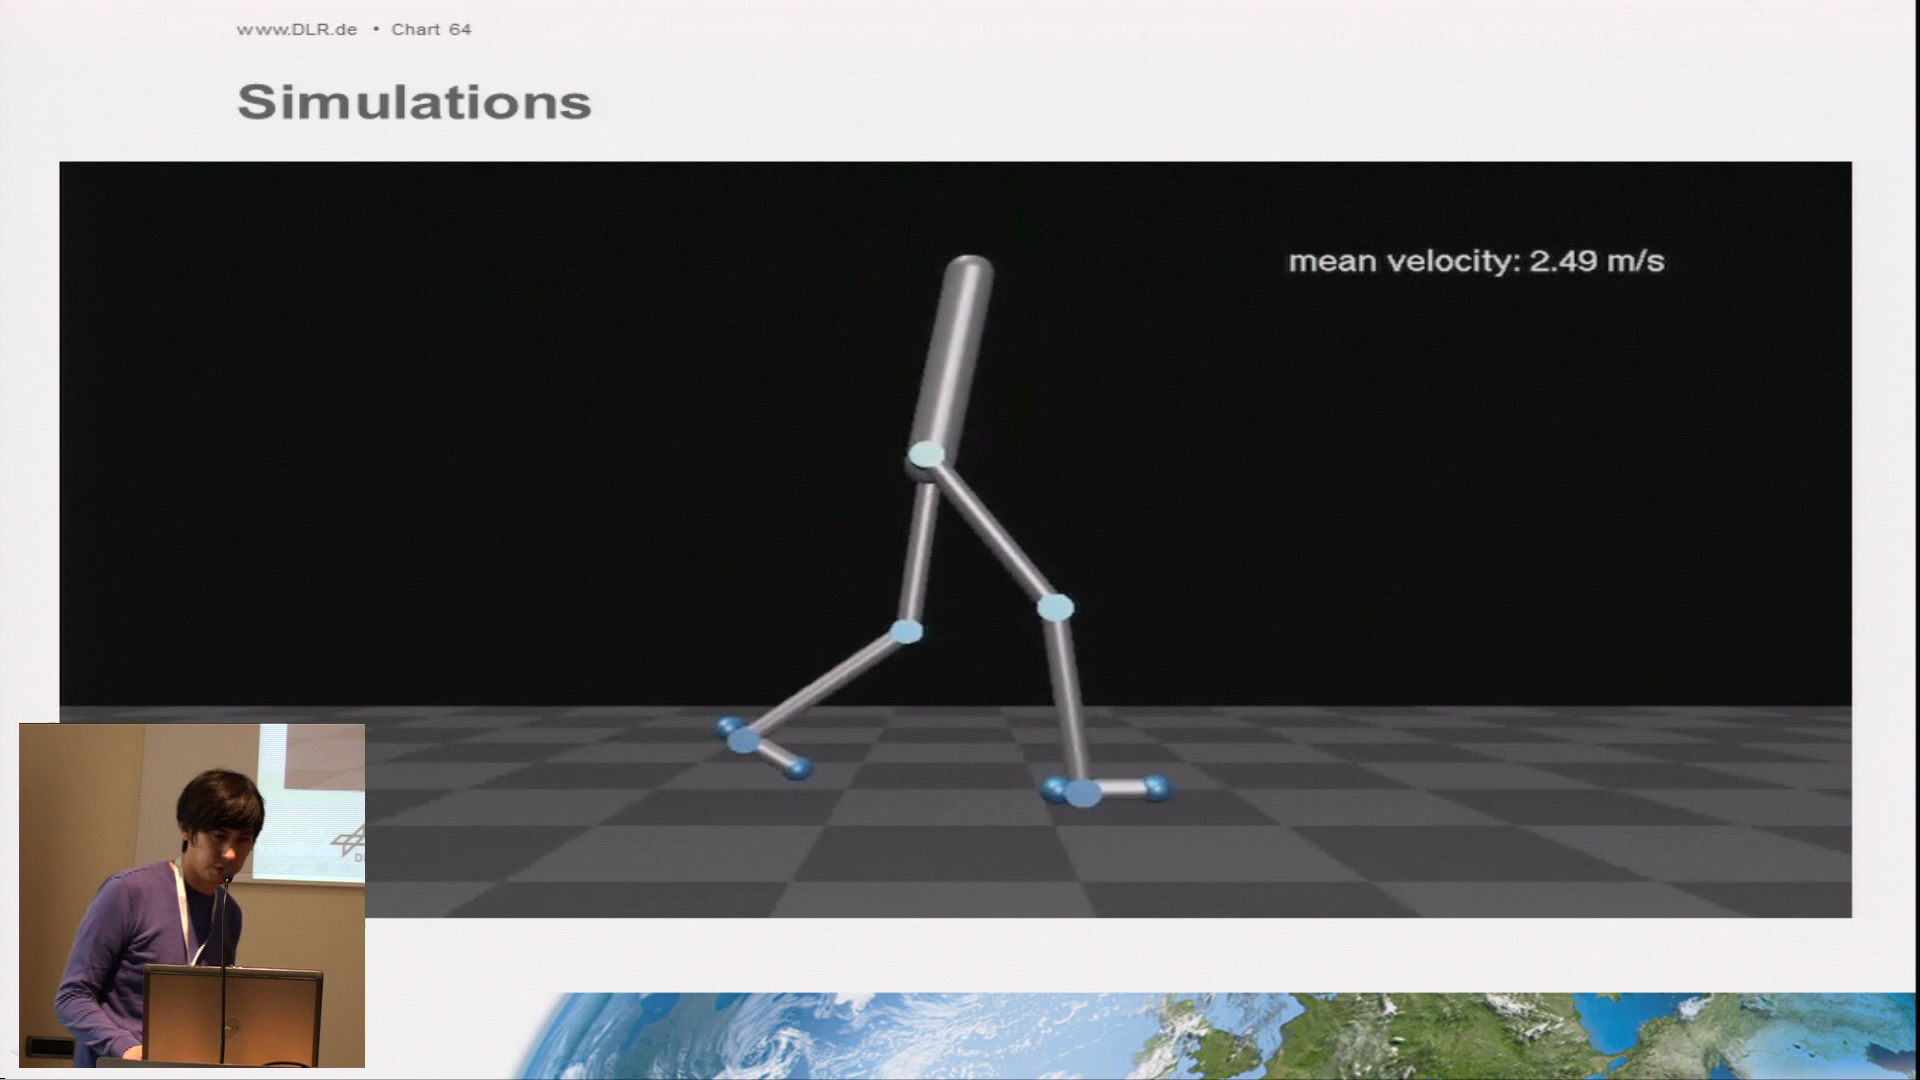 www.DLR.de • Chart 64
Simulations
mean velocity: 2.49 m/s